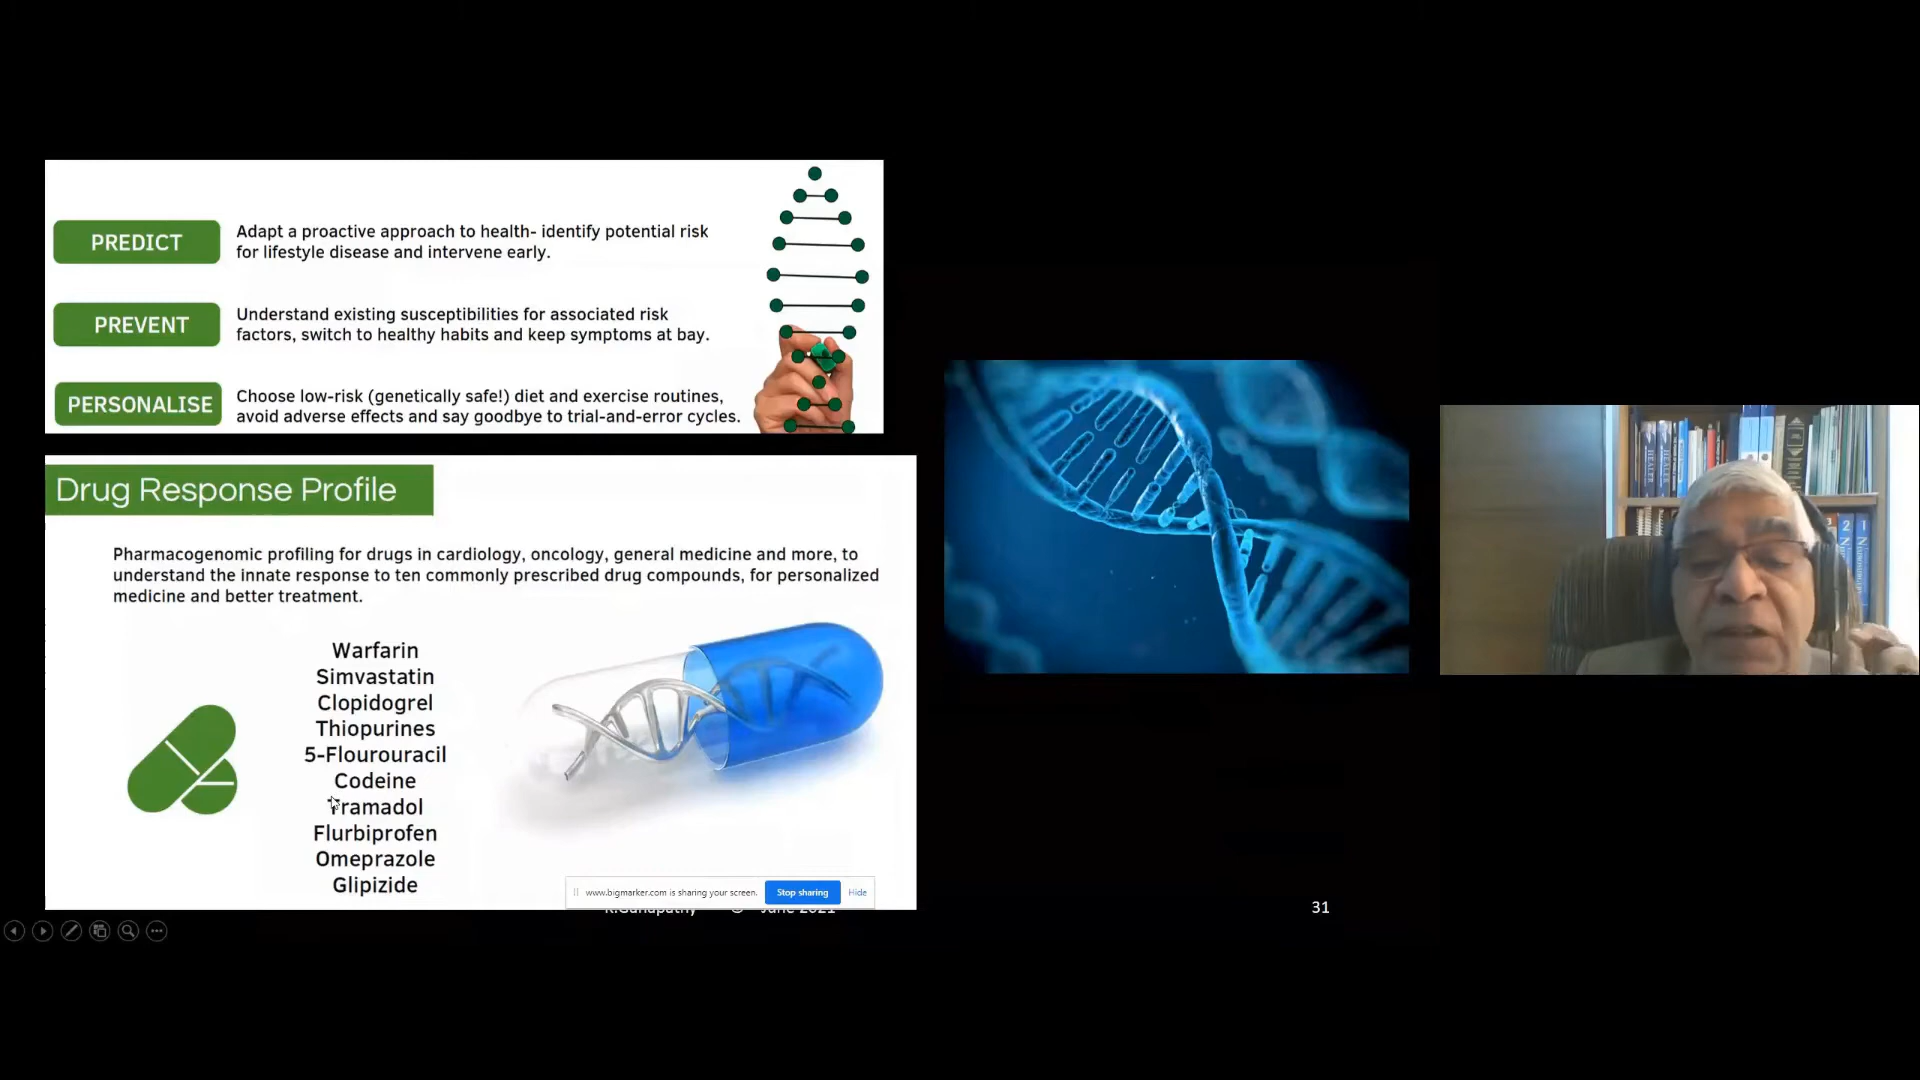 PREDICT
Adapt a proactive approach to health- identify potential risk
for lifestyle disease and intervene early.
PREVENT
Understand existing susceptibilities for associated risk
factors, switch to healthy habits and keep symptoms at bay.
PERSONALISE
Choose low-risk (genetically safe!) diet and exercise routines,
avoid adverse effects and say goodbye to trial-and-error cycles.
Drug Response Profile
Pharmacogenomic profiling for drugs in cardiology, oncology, general medicine and more, to
understand the innate response to ten commonly prescribed drug compounds, for personalized
medicine and better treatment.
Warfarin
Simvastatin
Clopidogrel
Thiopurines
5-Flourouracil
Codeine
Tramadol
Flurbiprofen
Omeprazole
Glipizide
www.bigmarker.com is sharing your screen.
Stop sharing
Hide
K.Ganapathy © June 2021
31